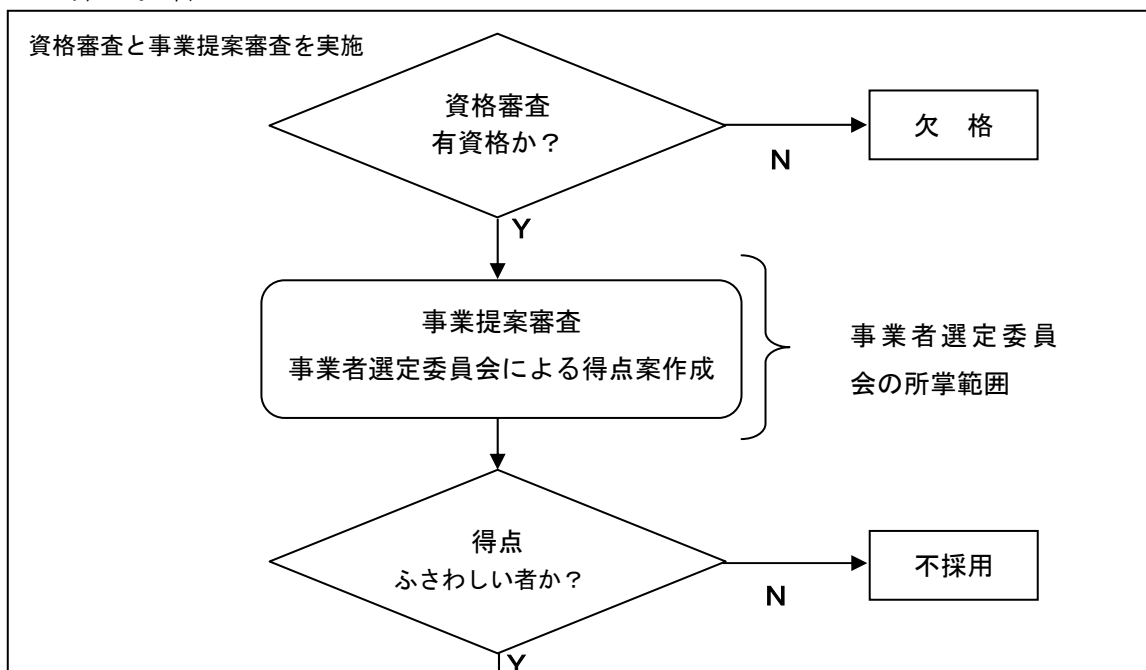 資格審査と事業提案審査を実施
資格審査
有資格か?
欠 格
N
Y
事業提案審査
事業者選定委員会による得点案作成
事業者選定委員
会の所掌範囲
得点
ふさわしい者か?
不採用
N
Y